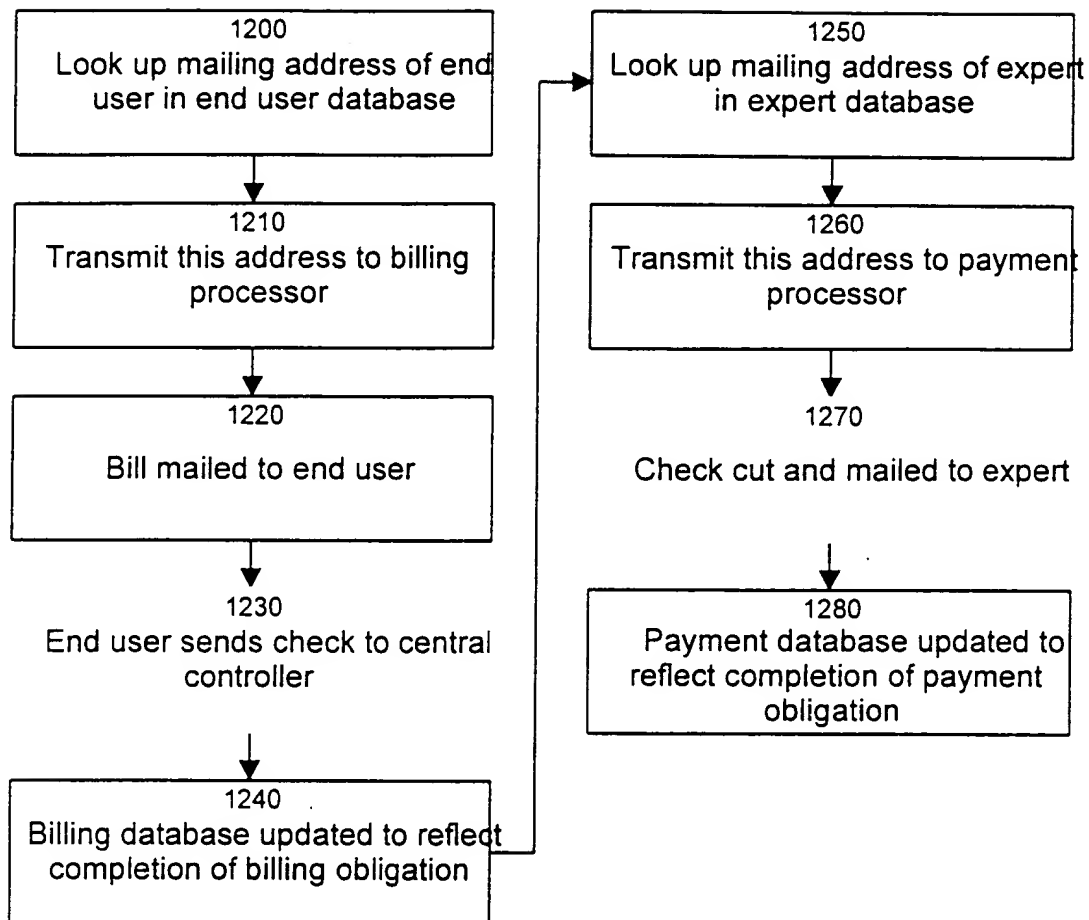 1200
Look up mailing address of end
user in end user database
1210
Transmit this address to billing
processor
1220
Bill mailed to end user
1230
End user sends check to central
controller
1240
Billing database updated to reflect
completion of billing obligation
1250
Look up mailing address of expert
in expert database
1260
Transmit this address to payment
processor
1270
Check cut and mailed to expert
1280
Payment database updated to
reflect completion of payment
obligation